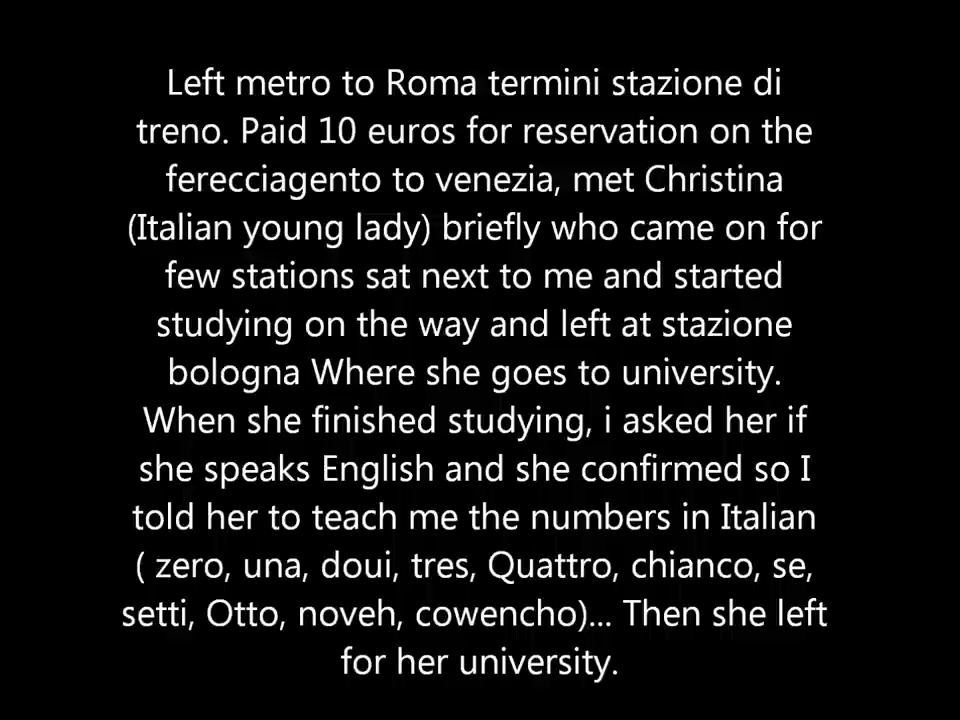 Left metro to Roma termini stazione di
treno. Paid 10 euros for reservation on the
ferecciagento to venezia, met Christina
(Italian young lady) briefly who came on for
few stations sat next to me and started
studying on the way and left at stazione
bologna Where she goes to university.
When she finished studying, i asked her if
she speaks English and she confirmed so I
told her to teach me the numbers in Italian
( zero, una, doui, tres, Quattro, chianco, se,
setti, Otto, noveh, cowencho)... Then she left
for her university.